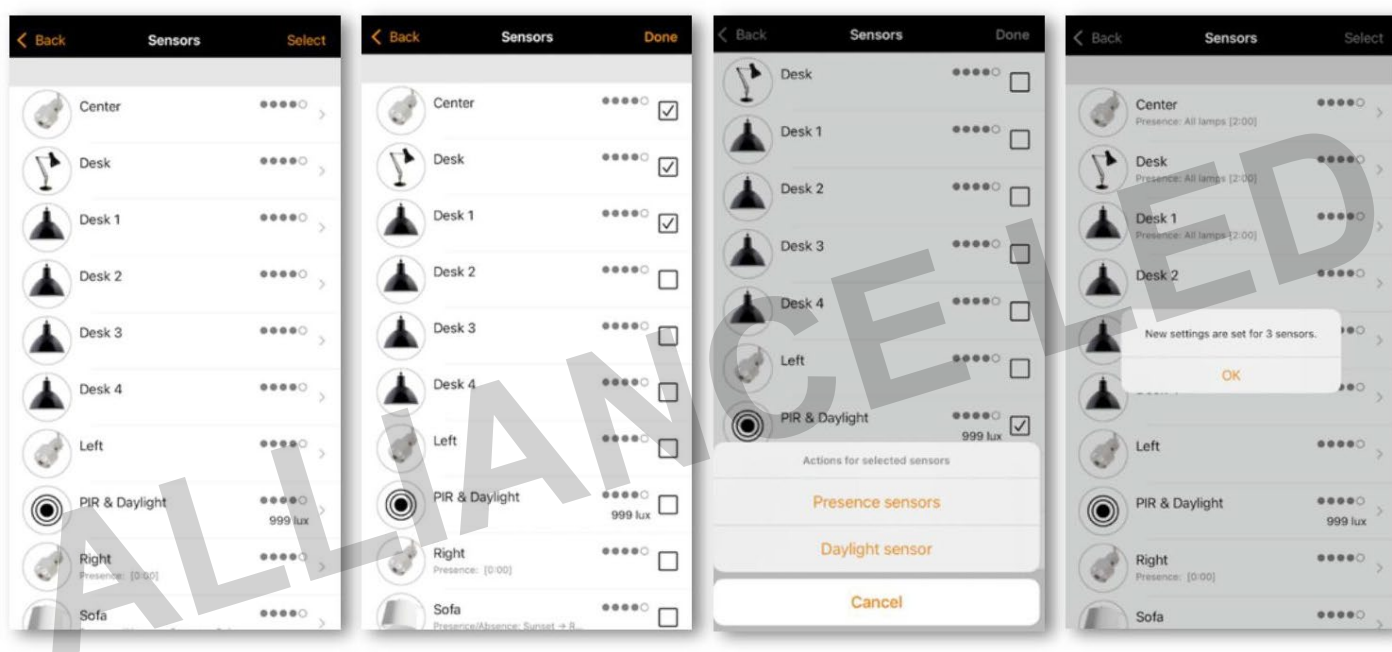 Back Sensors Select
Center
Desk
Desk 1
Desk 2
Desk 3
Desk 4
Left
PIR & Daylight
999 lux
Right
Presence: [0:00]
Sofa
Back Sensors Done
Center
Desk
Desk 1
Desk 2
Desk 3
Desk 4
Left
PIR & Daylight
999 lux
Right
Presence: [0:00]
Sofa
Presence/Absence: Sunset → R...
Back Sensors Done
Desk
Desk 1
Desk 2
Desk 3
Desk 4
Left
PIR & Daylight
999 lux
Actions for selected sensors
Presence sensors
Daylight sensor
Cancel
Back Sensors Select
Center
Presence: All lamps [2:00]
Desk
Presence: All lamps [2:00]
Desk 1
Presence: All lamps [2:00]
Desk 2
New settings are set for 3 sensors.
OK
Left
PIR & Daylight
999 lux
Right
Presence: [0:00]
Sofa
ALLIANCE LED